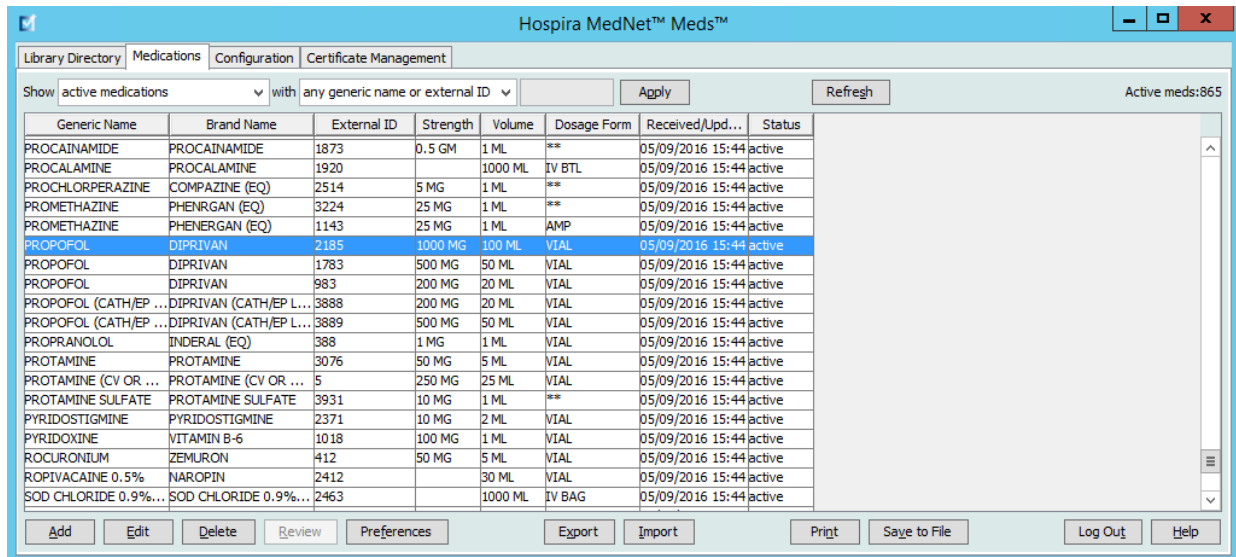 Hospira MedNet™ Meds™
Library Directory Medications Configuration Certificate Management
Show active medications with any generic name or external ID Apply Refresh Active meds:865
Generic Name Brand Name External ID Strength Volume Dosage Form Received/Upd... Status
PROCAINAMIDE PROCAINAMIDE 1873 0.5 GM 1 ML ** 05/09/2016 15:44 active
PROCALAMINE PROCALAMINE 1920 1000 ML IV BTL 05/09/2016 15:44 active
PROCHLORPERAZINE COMPAZINE (EQ) 2514 5 MG 1 ML ** 05/09/2016 15:44 active
PROMETHAZINE PHENRGAN (EQ) 3224 25 MG 1 ML ** 05/09/2016 15:44 active
PROMETHAZINE PHENERGAN (EQ) 1143 25 MG 1 ML AMP 05/09/2016 15:44 active
PROPOFOL DIPRIVAN 2185 1000 MG 100 ML VIAL 05/09/2016 15:44 active
PROPOFOL DIPRIVAN 1783 500 MG 50 ML VIAL 05/09/2016 15:44 active
PROPOFOL DIPRIVAN 983 200 MG 20 ML VIAL 05/09/2016 15:44 active
PROPOFOL (CATH/EP ... DIPRIVAN (CATH/EP L... 3888 200 MG 20 ML VIAL 05/09/2016 15:44 active
PROPOFOL (CATH/EP ... DIPRIVAN (CATH/EP L... 3889 500 MG 50 ML VIAL 05/09/2016 15:44 active
PROPRANOLOL INDERAL (EQ) 388 1 MG 1 ML VIAL 05/09/2016 15:44 active
PROTAMINE PROTAMINE 3076 50 MG 5 ML VIAL 05/09/2016 15:44 active
PROTAMINE (CV OR ... PROTAMINE (CV OR ... 5 250 MG 25 ML VIAL 05/09/2016 15:44 active
PROTAMINE SULFATE PROTAMINE SULFATE 3931 10 MG 1 ML ** 05/09/2016 15:44 active
PYRIDOSTIGMINE PYRIDOSTIGMINE 2371 10 MG 2 ML VIAL 05/09/2016 15:44 active
PYRIDOXINE VITAMIN B-6 1018 100 MG 1 ML VIAL 05/09/2016 15:44 active
ROCURONIUM ZEMURON 412 50 MG 5 ML VIAL 05/09/2016 15:44 active
ROPIVACAINE 0.5% NAROPIN 2412 30 ML VIAL 05/09/2016 15:44 active
SOD CHLORIDE 0.9%... SOD CHLORIDE 0.9%... 2463 1000 ML IV BAG 05/09/2016 15:44 active
Add Edit Delete Review Preferences Export Import Print Save to File Log Out Help